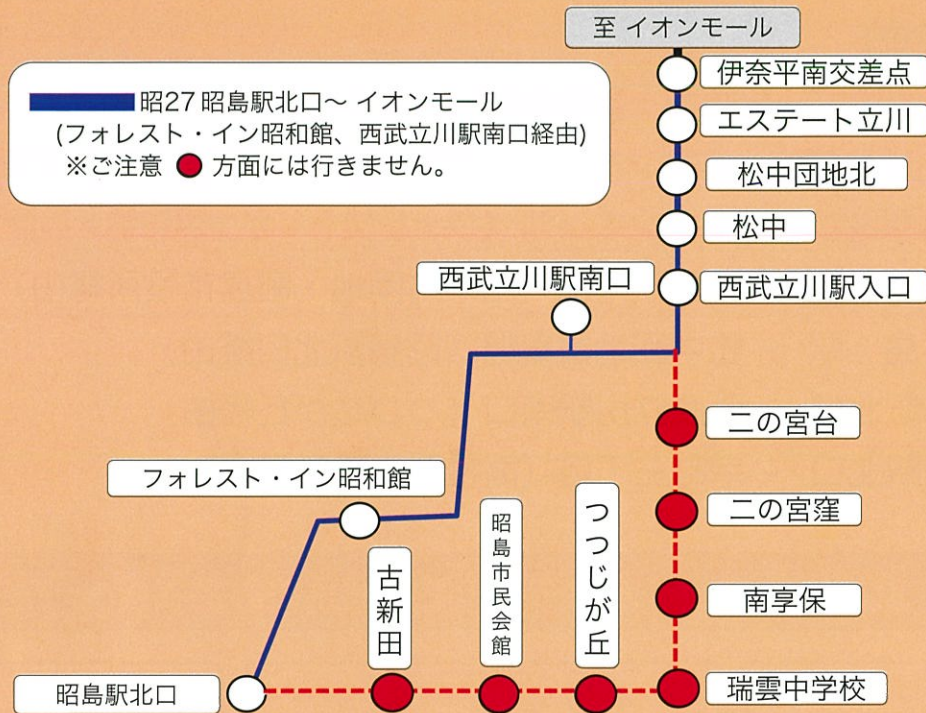 至 イオンモール
伊奈平南交差点
昭27 昭島駅北口～ イオンモール
(フォレスト・イン昭和館、西武立川駅南口経由)
※ご注意 方面には行きません。
エステート立川
松中団地北
松中
西武立川駅南口
西武立川駅入口
二の宮台
フォレスト・イン昭和館
二の宮窪
古新田
昭島市民会館
つつじが丘
南享保
昭島駅北口
瑞雲中学校